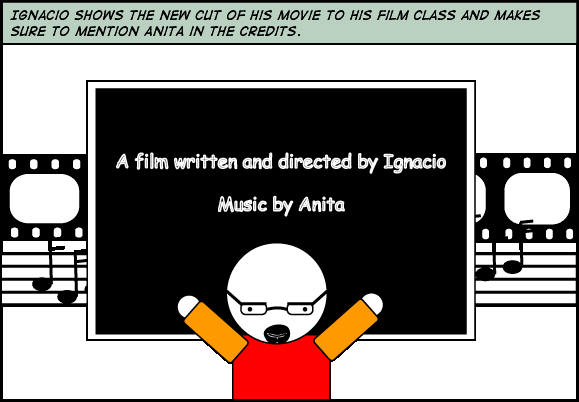 IGNACIO SHOWS THE NEW CUT OF HIS MOVIE TO HIS FILM CLASS AND MAKES
SURE TO MENTION ANITA IN THE CREDITS.
A film written and directed by Ignacio
Music by Anita